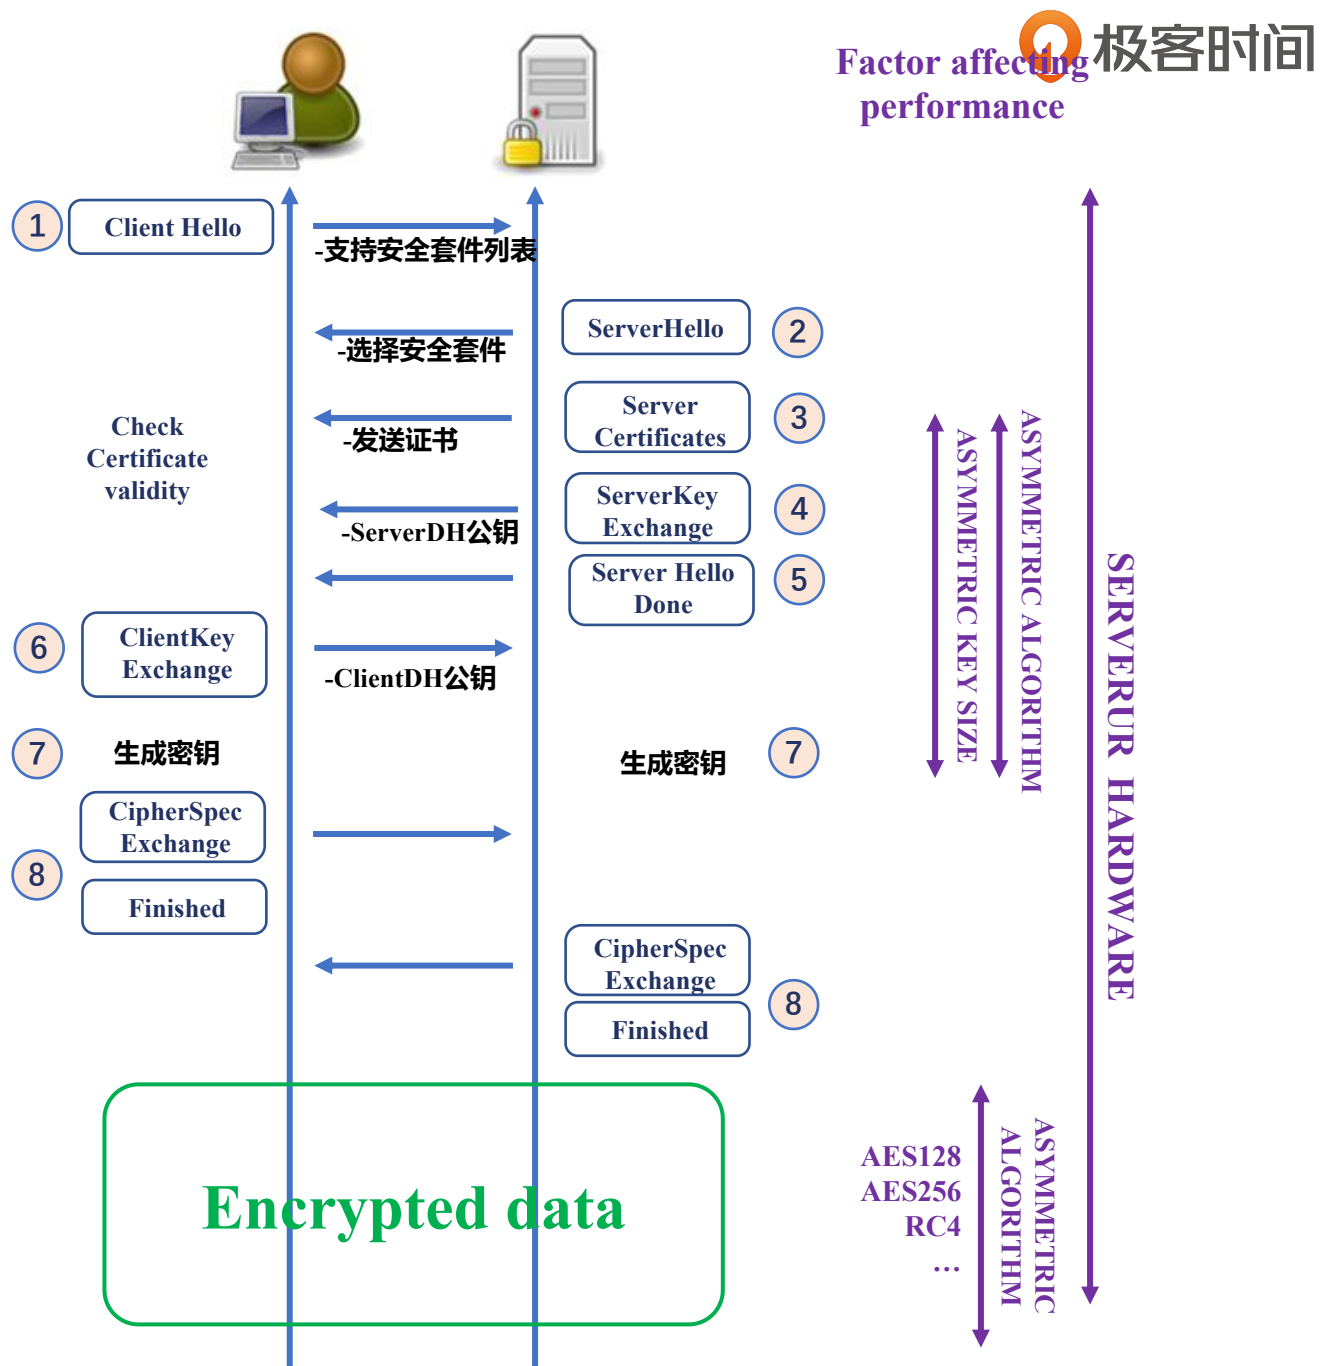 极客时间
Factor affecting
performance
1
Client Hello
-支持安全套件列表
ServerHello
2
-选择安全套件
Server
Certificates
3
-发送证书
Check
Certificate
validity
ServerKey
Exchange
4
-ServerDH公钥
Server Hello
Done
5
6
ClientKey
Exchange
-ClientDH公钥
7
生成密钥
生成密钥
7
CipherSpec
Exchange
8
Finished
CipherSpec
Exchange
8
Finished
ASYMMETRIC KEY SIZE
ASYMMETRIC ALGORITHM
SERVERUR HARDWARE
Encrypted data
AES128
AES256
RC4
…
ASYMMETRIC
ALGORITHM